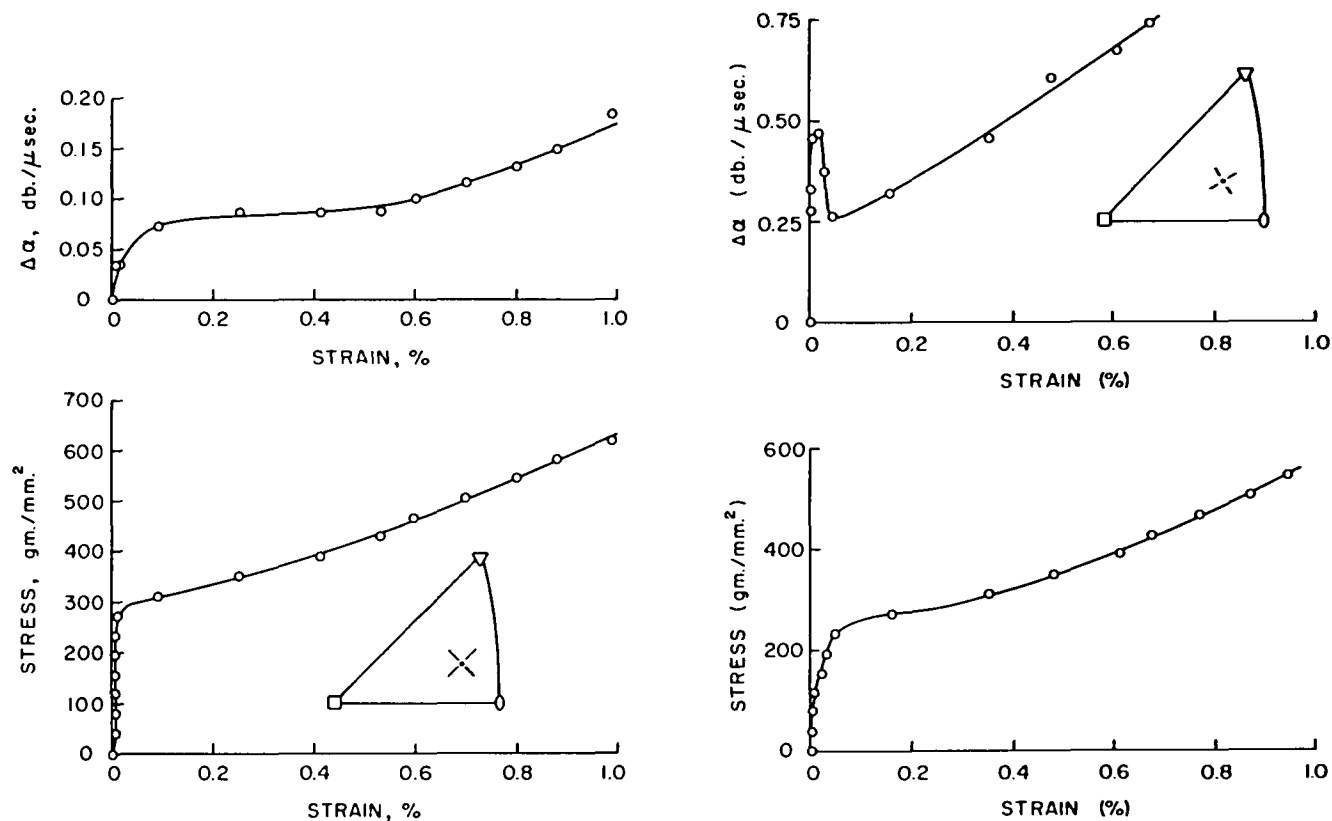 Δα, db./μsec.
0.20
0.15
0.10
0.05
0
0 0.2 0.4 0.6 0.8 1.0
STRAIN, %
Δα (db./μsec.)
0.75
0.50
0.25
0
0 0.2 0.4 0.6 0.8 1.0
STRAIN (%)
STRESS, gm./mm.²
700
600
500
400
300
200
100
0
0 0.2 0.4 0.6 0.8 1.0
STRAIN, %
STRESS (gm./mm²)
600
400
200
0
0 0.2 0.4 0.6 0.8 1.0
STRAIN (%)